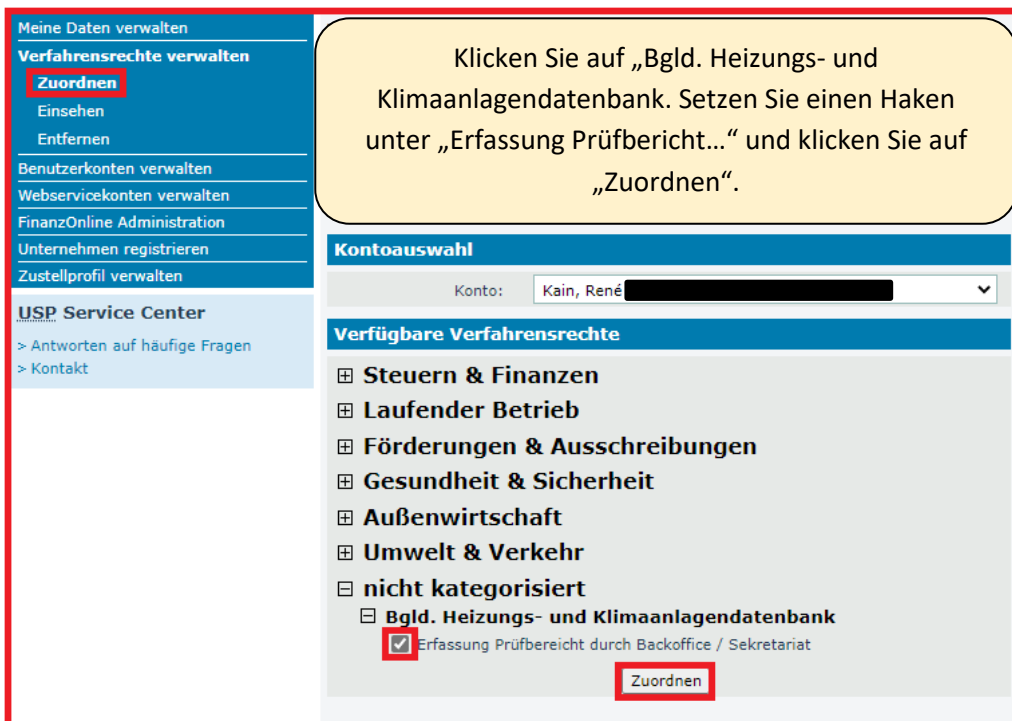 Meine Daten verwalten
Verfahrensrechte verwalten
Zuordnen
Einsehen
Entfernen
Benutzerkonten verwalten
Webservicekonten verwalten
FinanzOnline Administration
Unternehmen registrieren
Zustellprofil verwalten
USP Service Center
> Antworten auf häufige Fragen
> Kontakt
Klicken Sie auf „Bgld. Heizungs- und
Klimaanlagendatenbank. Setzen Sie einen Haken
unter „Erfassung Prüfbericht…“ und klicken Sie auf
„Zuordnen“.
Kontoauswahl
Konto: Kain, René
Verfügbare Verfahrensrechte
Steuern & Finanzen
Laufender Betrieb
Förderungen & Ausschreibungen
Gesundheit & Sicherheit
Außenwirtschaft
Umwelt & Verkehr
nicht kategorisiert
Bgld. Heizungs- und Klimaanlagendatenbank
Erfassung Prüfbereicht durch Backoffice / Sekretariat
Zuordnen